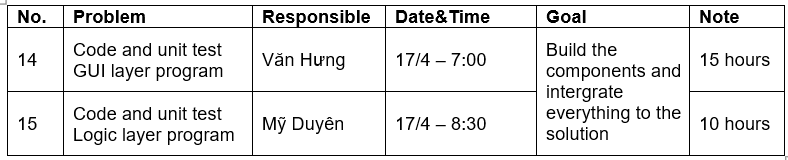 No. Problem Responsible Date&Time Goal Note
14 Code and unit test GUI layer program Văn Hưng 17/4 – 7:00 Build the components and intergrate everything to the solution 15 hours
15 Code and unit test Logic layer program Mỹ Duyên 17/4 – 8:30 10 hours